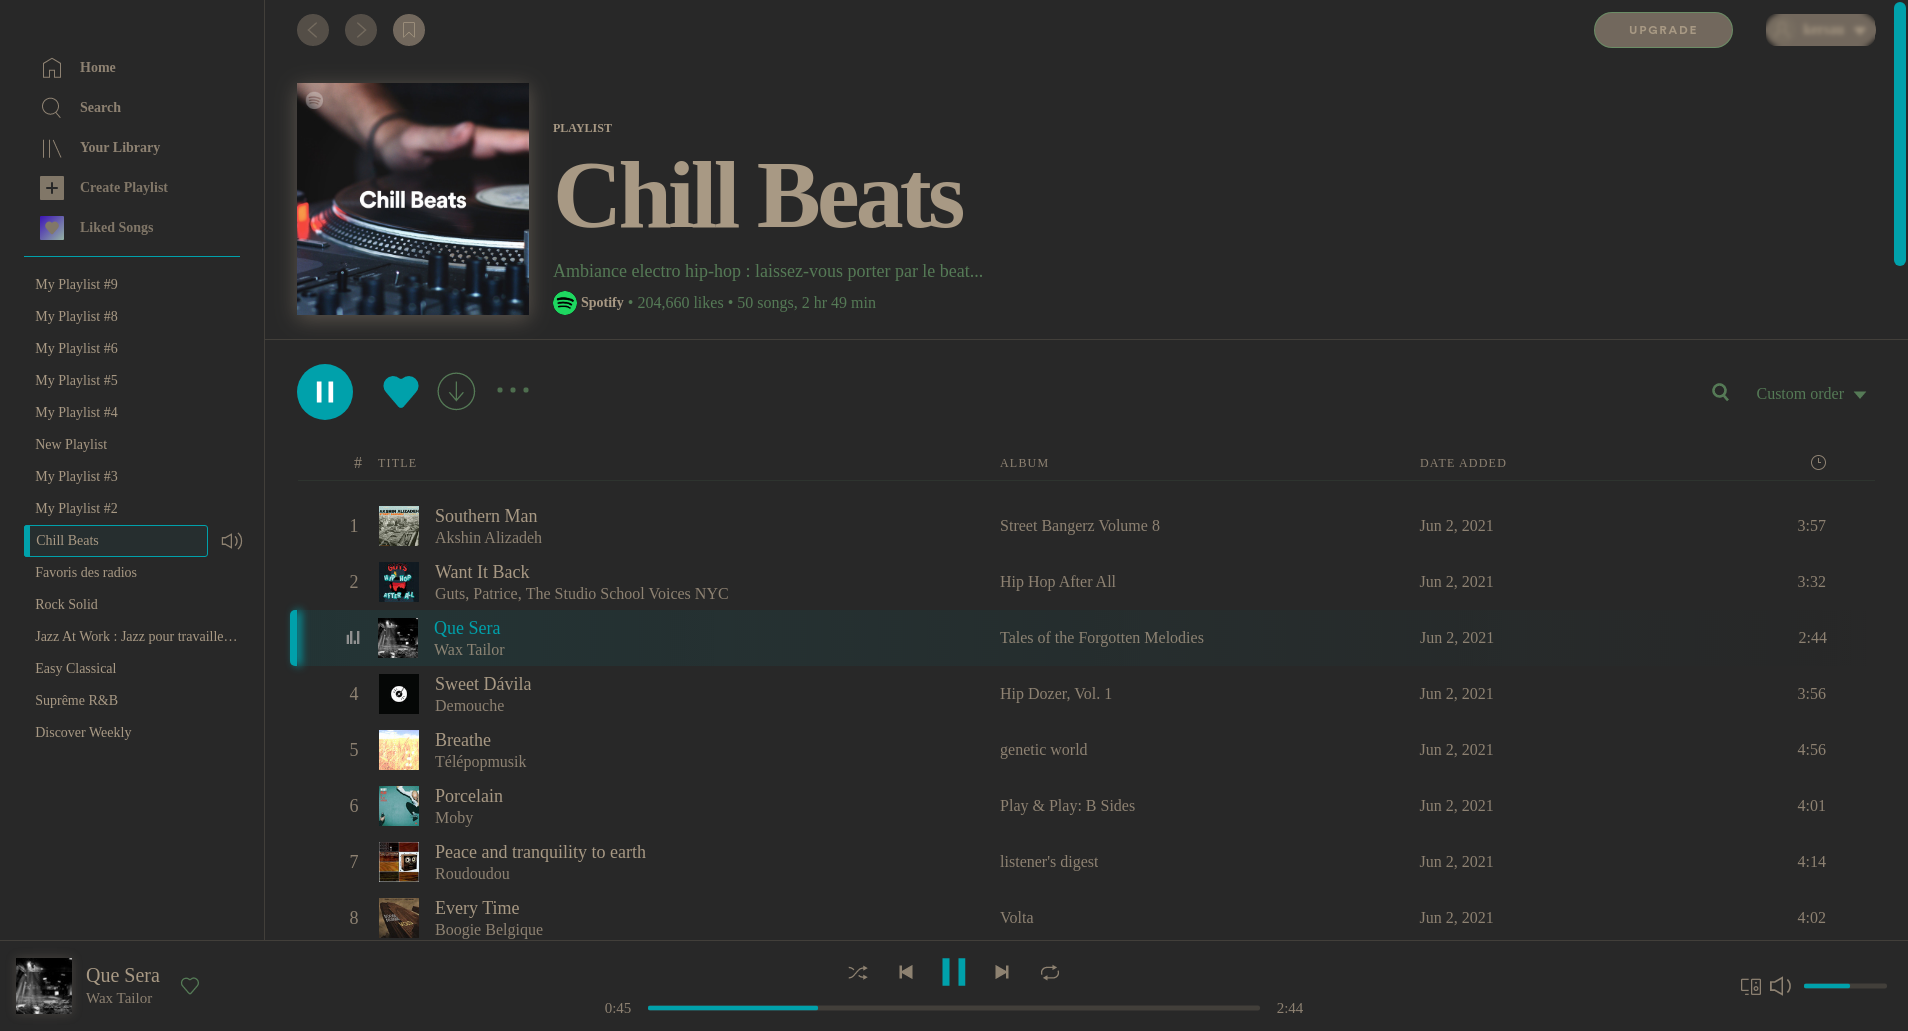 Home
Search
Your Library
Create Playlist
Liked Songs
My Playlist #9
My Playlist #8
My Playlist #6
My Playlist #5
My Playlist #4
New Playlist
My Playlist #3
My Playlist #2
Chill Beats
Favoris des radios
Rock Solid
Jazz At Work : Jazz pour travaille…
Easy Classical
Suprême R&B
Discover Weekly
UPGRADE
Chill Beats
PLAYLIST
Chill Beats
Ambiance electro hip-hop : laissez-vous porter par le beat...
Spotify • 204,660 likes • 50 songs, 2 hr 49 min
Custom order
# TITLE ALBUM DATE ADDED
1 Southern Man Street Bangerz Volume 8 Jun 2, 2021 3:57
Akshin Alizadeh
2 Want It Back Hip Hop After All Jun 2, 2021 3:32
Guts, Patrice, The Studio School Voices NYC
Que Sera Tales of the Forgotten Melodies Jun 2, 2021 2:44
Wax Tailor
4 Sweet Dávila Hip Dozer, Vol. 1 Jun 2, 2021 3:56
Demouche
5 Breathe genetic world Jun 2, 2021 4:56
Télépopmusik
6 Porcelain Play & Play: B Sides Jun 2, 2021 4:01
Moby
7 Peace and tranquility to earth listener's digest Jun 2, 2021 4:14
Roudoudou
8 Every Time Volta Jun 2, 2021 4:02
Boogie Belgique
Que Sera
Wax Tailor
0:45 2:44